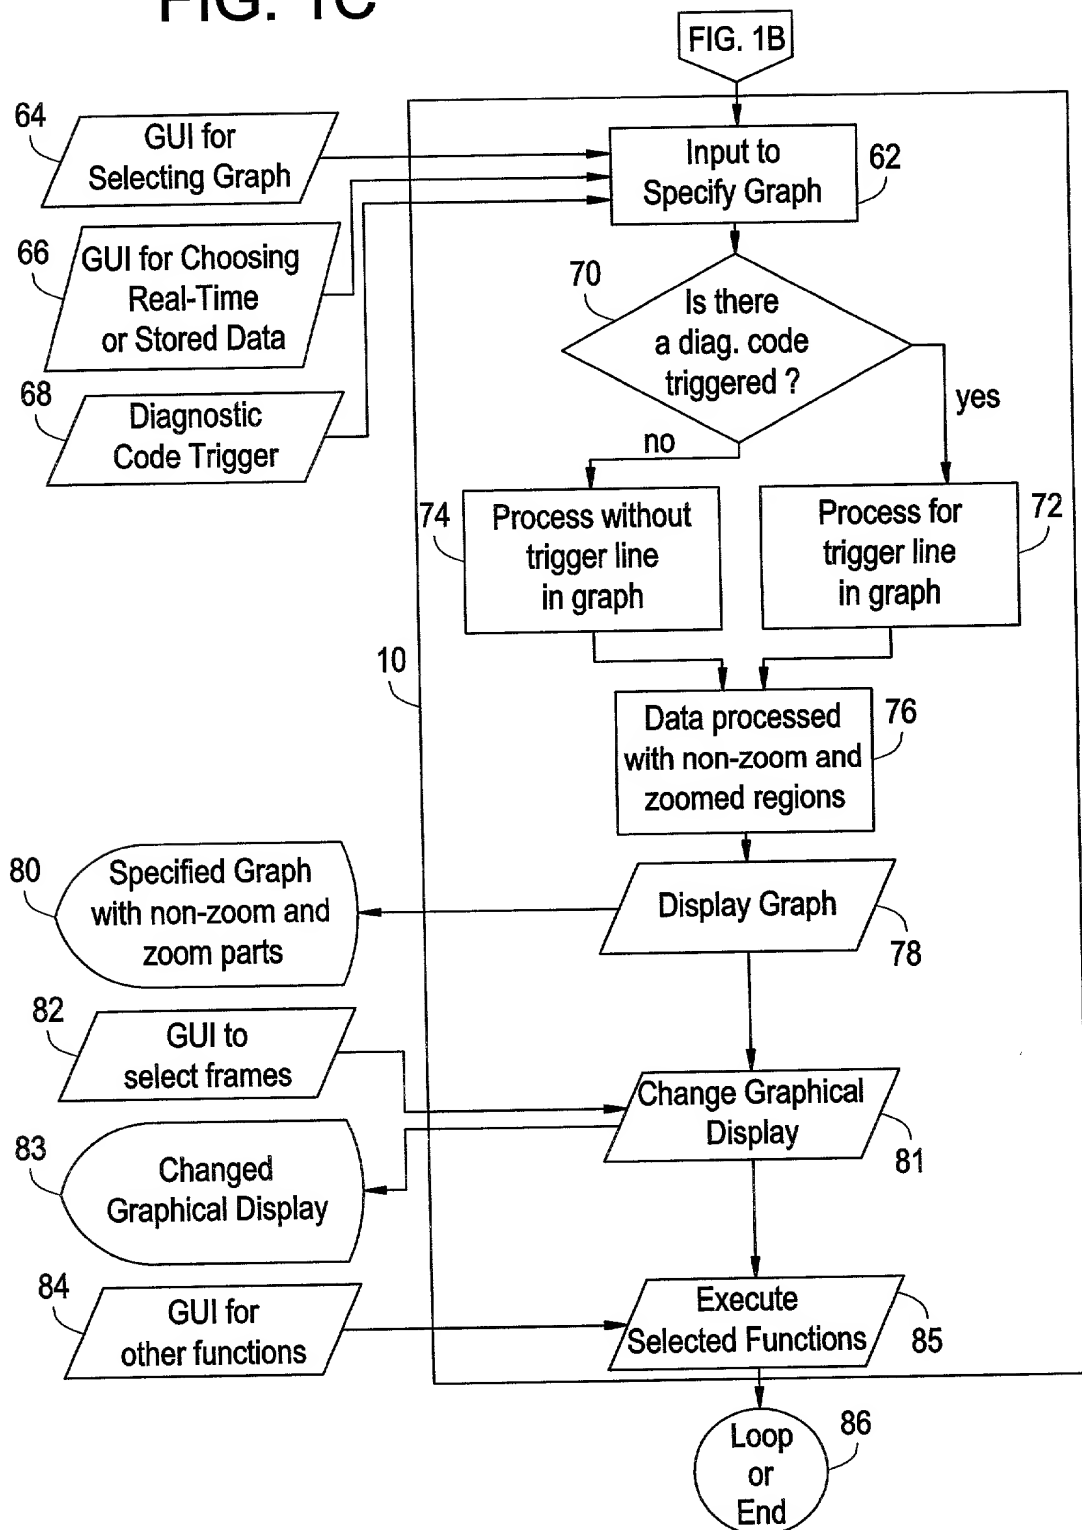 FIG. 1C
FIG. 1B
64
GUI for
Selecting Graph
Input to
Specify Graph
62
66
GUI for Choosing
Real-Time
or Stored Data
70
Is there
a diag. code
triggered ?
yes
no
68
Diagnostic
Code Trigger
74
Process without
trigger line
in graph
Process for
trigger line
in graph
72
10
Data processed
with non-zoom and
zoomed regions
76
80
Specified Graph
with non-zoom and
zoom parts
Display Graph
78
82
GUI to
select frames
Change Graphical
Display
81
83
Changed
Graphical Display
84
GUI for
other functions
Execute
Selected Functions
85
Loop
or
End
86